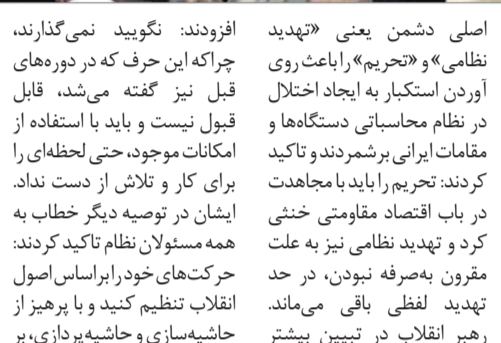 اصلی دشمن یعنی «تهدید
نظامی» و «تحریم» را باعث روی
آوردن استکبار به ایجاد اختلال
در نظام محاسباتی دستگاه‌ها و
مقامات ایرانی برشمردند و تاکید
کردند: تحریم را باید با مجاهدت
در باب اقتصاد مقاومتی خنثی
کرد و تهدید نظامی نیز به علت
مقرون به‌صرفه نبودن، در حد
تهدید لفظی باقی می‌ماند.
رهبر انقلاب در تبیین بیشتر
افزودند: نگویید نمی‌گذارند،
چراکه این حرف که در دوره‌های
قبل نیز گفته می‌شد، قابل
قبول نیست و باید با استفاده از
امکانات موجود، حتی لحظه‌ای را
برای کار و تلاش از دست نداد.
ایشان در توصیه دیگر خطاب به
همه مسئولان نظام تاکید کردند:
حرکت‌های خود را براساس اصول
انقلاب تنظیم کنید و با پرهیز از
حاشیه‌سازی و حاشیه‌پردازی، بر